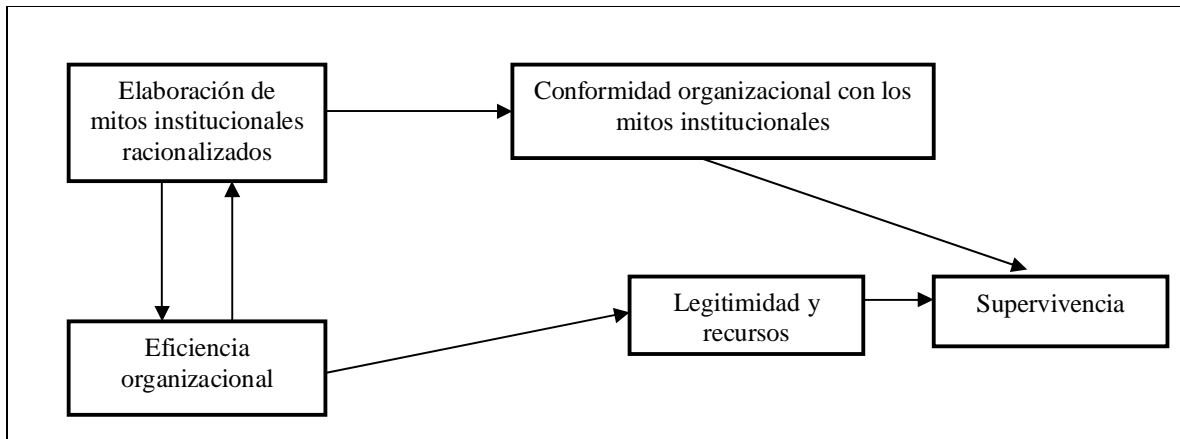 Elaboración de
mitos institucionales
racionalizados
Conformidad organizacional con los
mitos institucionales
Legitimidad y
recursos
Supervivencia
Eficiencia
organizacional